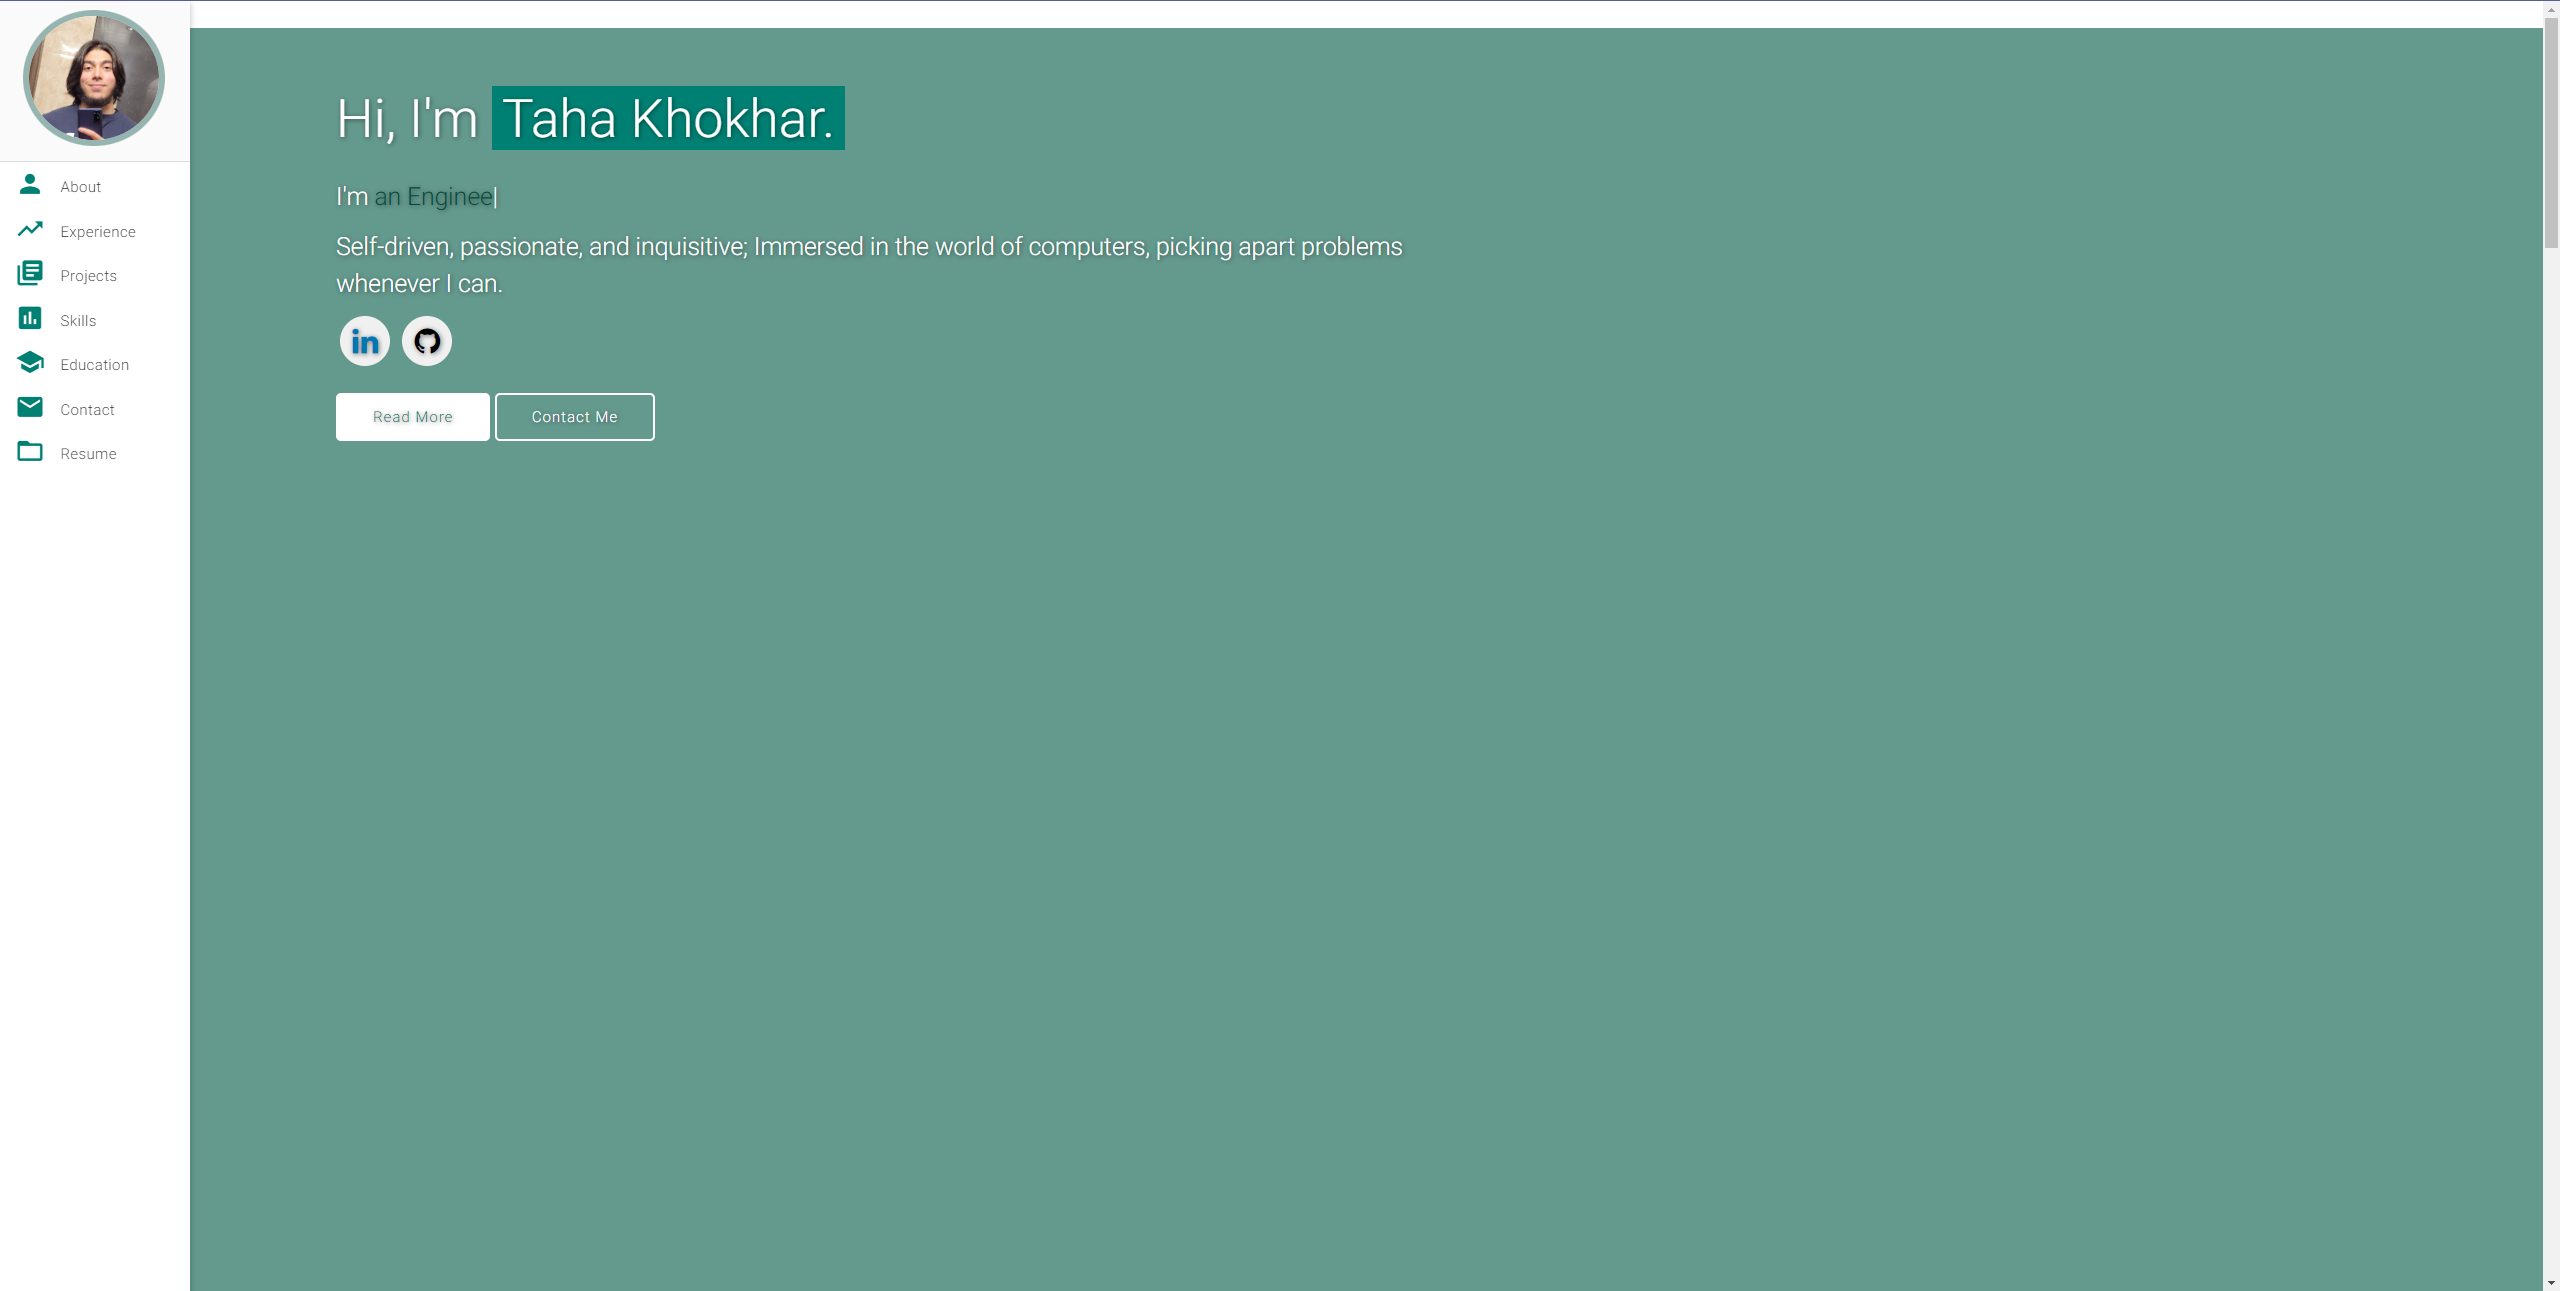 About
Experience
Projects
Skills
Education
Contact
Resume
Hi, I'm Taha Khokhar.
I'm an Enginee|
Self-driven, passionate, and inquisitive; Immersed in the world of computers, picking apart problems
whenever I can.
in
Read More Contact Me